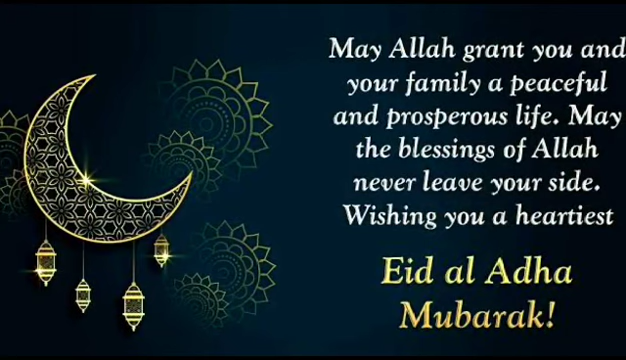 May Allah grant you and
your family a peaceful
and prosperous life. May
the blessings of Allah
never leave your side.
Wishing you a heartiest
Eid al Adha
Mubarak!